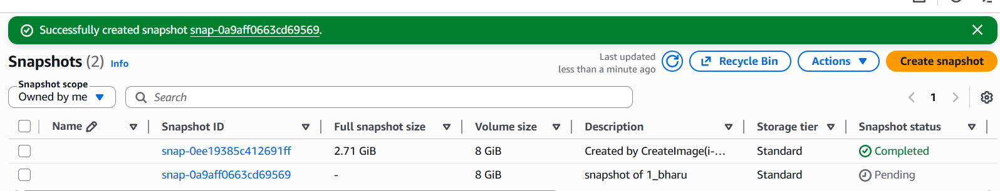 Successfully created snapshot snap-0a9aff0663cd69569.
Snapshots (2) Info
Last updated
less than a minute ago
Recycle Bin
Actions
Create snapshot
Snapshot scope
Owned by me
Search
1
Name Snapshot ID Full snapshot size Volume size Description Storage tier Snapshot status
snap-0ee19385c412691ff 2.71 GiB 8 GiB Created by CreateImage(i-... Standard Completed
snap-0a9aff0663cd69569 - 8 GiB snapshot of 1_bharu Standard Pending